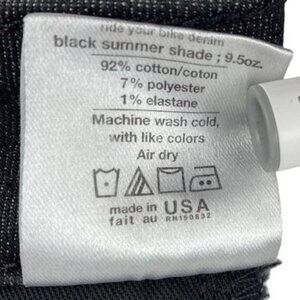 ride your bike denim
black summer shade ; 9.5oz.
92% cotton/coton
7% polyester
1% elastane
Machine wash cold,
with like colors
Air dry
made in USA
fait au RN150832